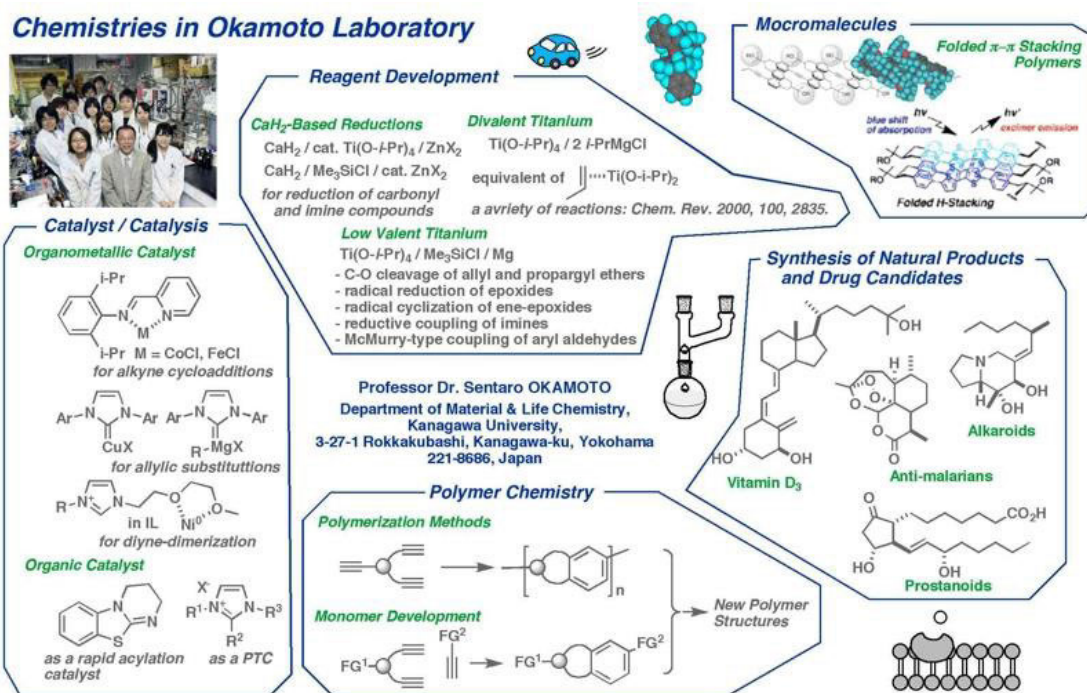 Chemistries in Okamoto Laboratory
Reagent Development
CaH2-Based Reductions
CaH2 / cat. Ti(O-i-Pr)4 / ZnX2
CaH2 / Me3SiCl / cat. ZnX2
for reduction of carbonyl
and imine compounds
Divalent Titanium
Ti(O-i-Pr)4 / 2 i-PrMgCl
equivalent of
Ti(O-i-Pr)2
a avriety of reactions: Chem. Rev. 2000, 100, 2835.
Low Valent Titanium
Ti(O-i-Pr)4 / Me3SiCl / Mg
- C-O cleavage of allyl and propargyl ethers
- radical reduction of epoxides
- radical cyclization of ene-epoxides
- reductive coupling of imines
- McMurry-type coupling of aryl aldehydes
Mocromalecules
Folded π-π Stacking
Polymers
hν
hν'
blue shift
of absorption
excimer emission
RO
OR
RO
OR
Folded H-Stacking
Catalyst / Catalysis
Organometallic Catalyst
i-Pr
N
N
M
i-Pr M = CoCl, FeCl
for alkyne cycloadditions
Ar N N Ar
CuX
Ar N N Ar
R MgX
for allylic substituttions
R N + N O
O
Ni0
in IL
for diyne-dimerization
Organic Catalyst
N
N
S
as a rapid acylation
catalyst
X-
R1 N + N R3
R2
as a PTC
Professor Dr. Sentaro OKAMOTO
Department of Material & Life Chemistry,
Kanagawa University,
3-27-1 Rokkakubashi, Kanagawa-ku, Yokohama
221-8686, Japan
Polymer Chemistry
Polymerization Methods
n
Monomer Development
FG1
FG2
FG1
FG2
New Polymer
Structures
Synthesis of Natural Products
and Drug Candidates
OH
HO
OH
Vitamin D3
H
O
O
O
O
O
Anti-malarians
N
H
OH
OH
Alkaroids
O
CO2H
HO
OH
Prostanoids